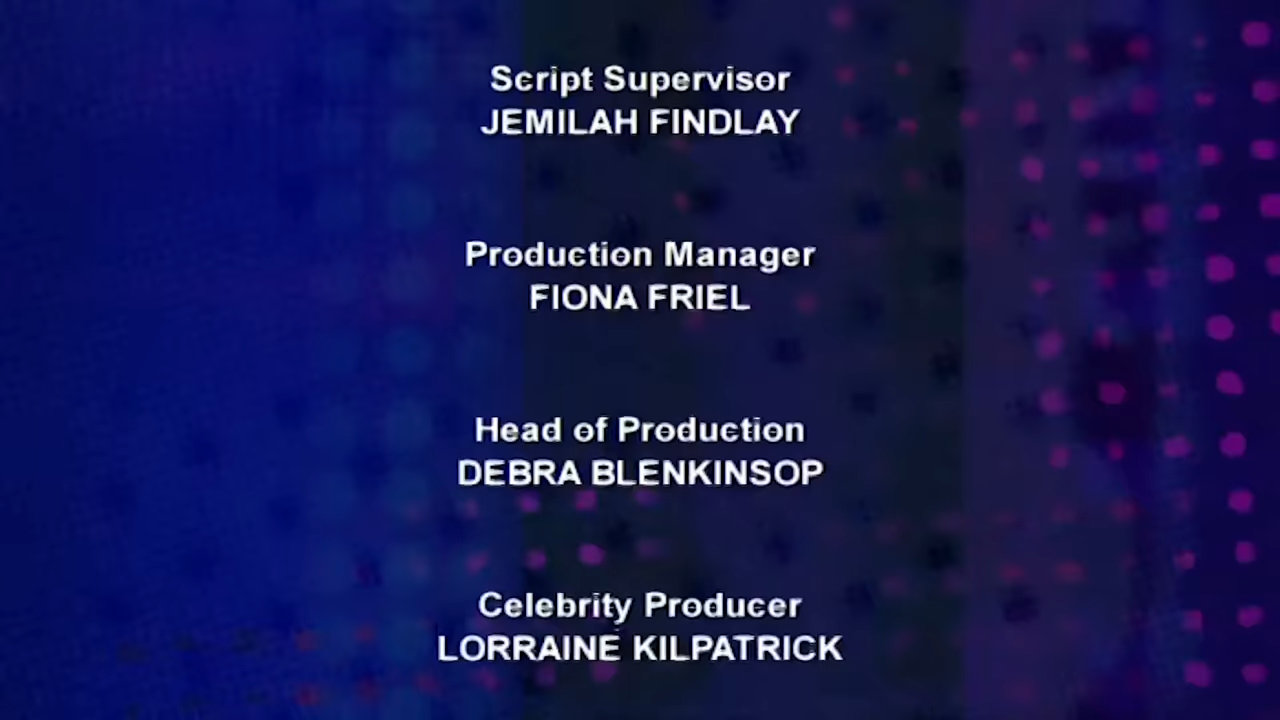 Script Supervisor
JEMILAH FINDLAY
Production Manager
FIONA FRIEL
Head of Production
DEBRA BLENKINSOP
Celebrity Producer
LORRAINE KILPATRICK